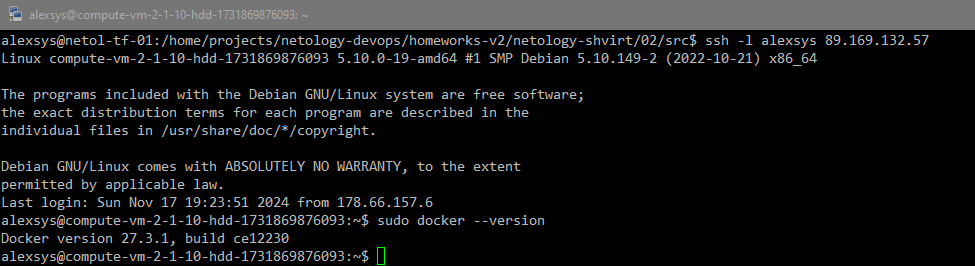 alexsys@compute-vm-2-1-10-hdd-1731869876093: ~
alexsys@netol-tf-01:/home/projects/netology-devops/homeworks-v2/netology-shvirt/02/src$ ssh -l alexsys 89.169.132.57
Linux compute-vm-2-1-10-hdd-1731869876093 5.10.0-19-amd64 #1 SMP Debian 5.10.149-2 (2022-10-21) x86_64
The programs included with the Debian GNU/Linux system are free software;
the exact distribution terms for each program are described in the
individual files in /usr/share/doc/*/copyright.
Debian GNU/Linux comes with ABSOLUTELY NO WARRANTY, to the extent
permitted by applicable law.
Last login: Sun Nov 17 19:23:51 2024 from 178.66.157.6
alexsys@compute-vm-2-1-10-hdd-1731869876093:~$ sudo docker --version
Docker version 27.3.1, build ce12230
alexsys@compute-vm-2-1-10-hdd-1731869876093:~$